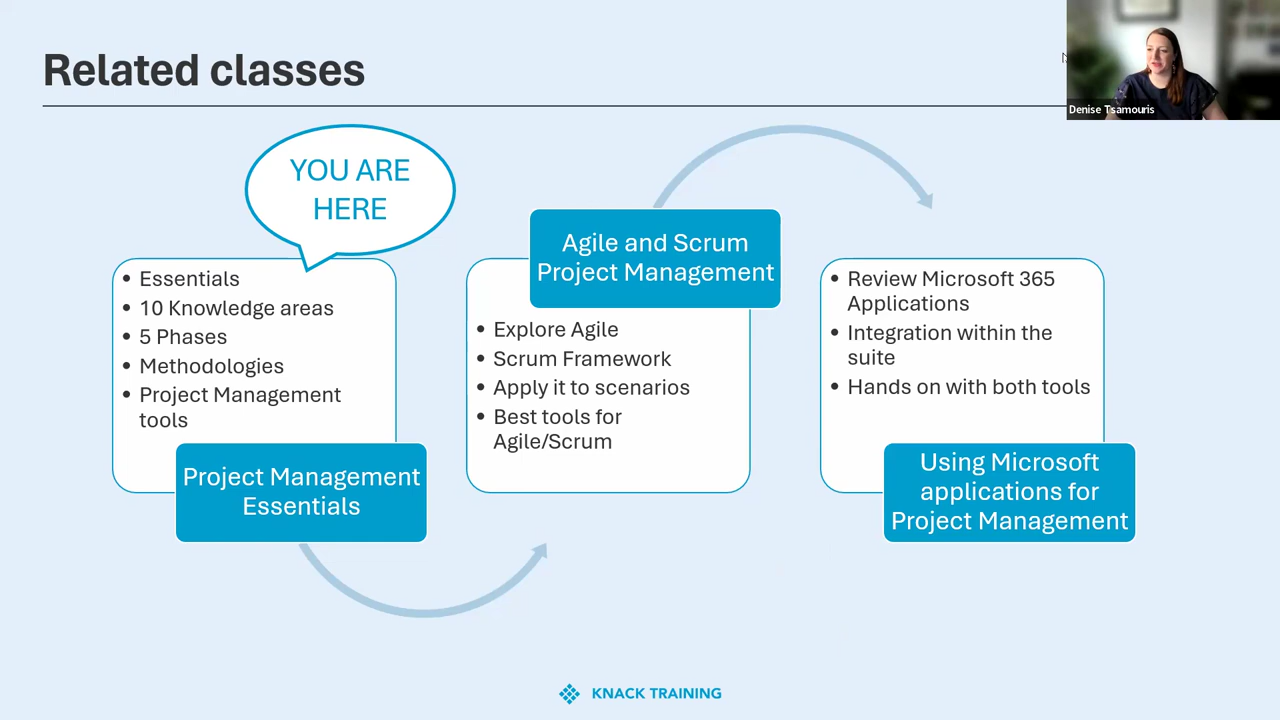 Related classes
Denise Tsamouris
YOU ARE
HERE
• Essentials
• 10 Knowledge areas
• 5 Phases
• Methodologies
• Project Management
tools
Project Management
Essentials
Agile and Scrum
Project Management
• Explore Agile
• Scrum Framework
• Apply it to scenarios
• Best tools for
Agile/Scrum
• Review Microsoft 365
Applications
• Integration within the
suite
• Hands on with both tools
Using Microsoft
applications for
Project Management
KNACK TRAINING